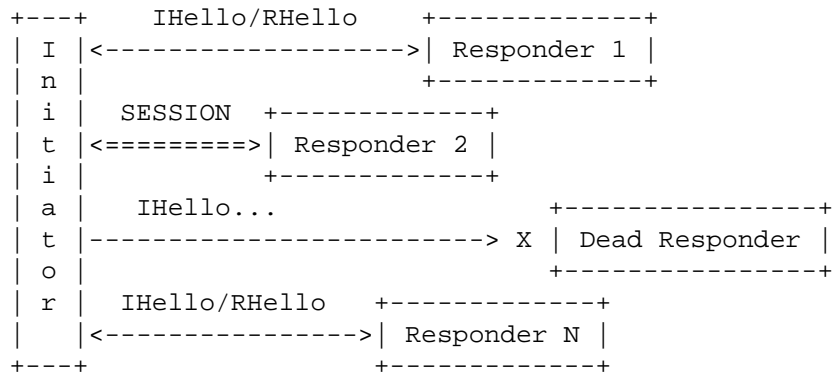 +---+    IHello/RHello    +-------------+
| I |<------------------->| Responder 1 |
| n |                     +-------------+
| i |  SESSION  +-------------+
| t |<=========>| Responder 2 |
| i |           +-------------+
| a |   IHello...                 +----------------+
| t |-------------------------> X | Dead Responder |
| o |                             +----------------+
| r |  IHello/RHello   +-------------+
|   |<---------------->| Responder N |
+---+                  +-------------+